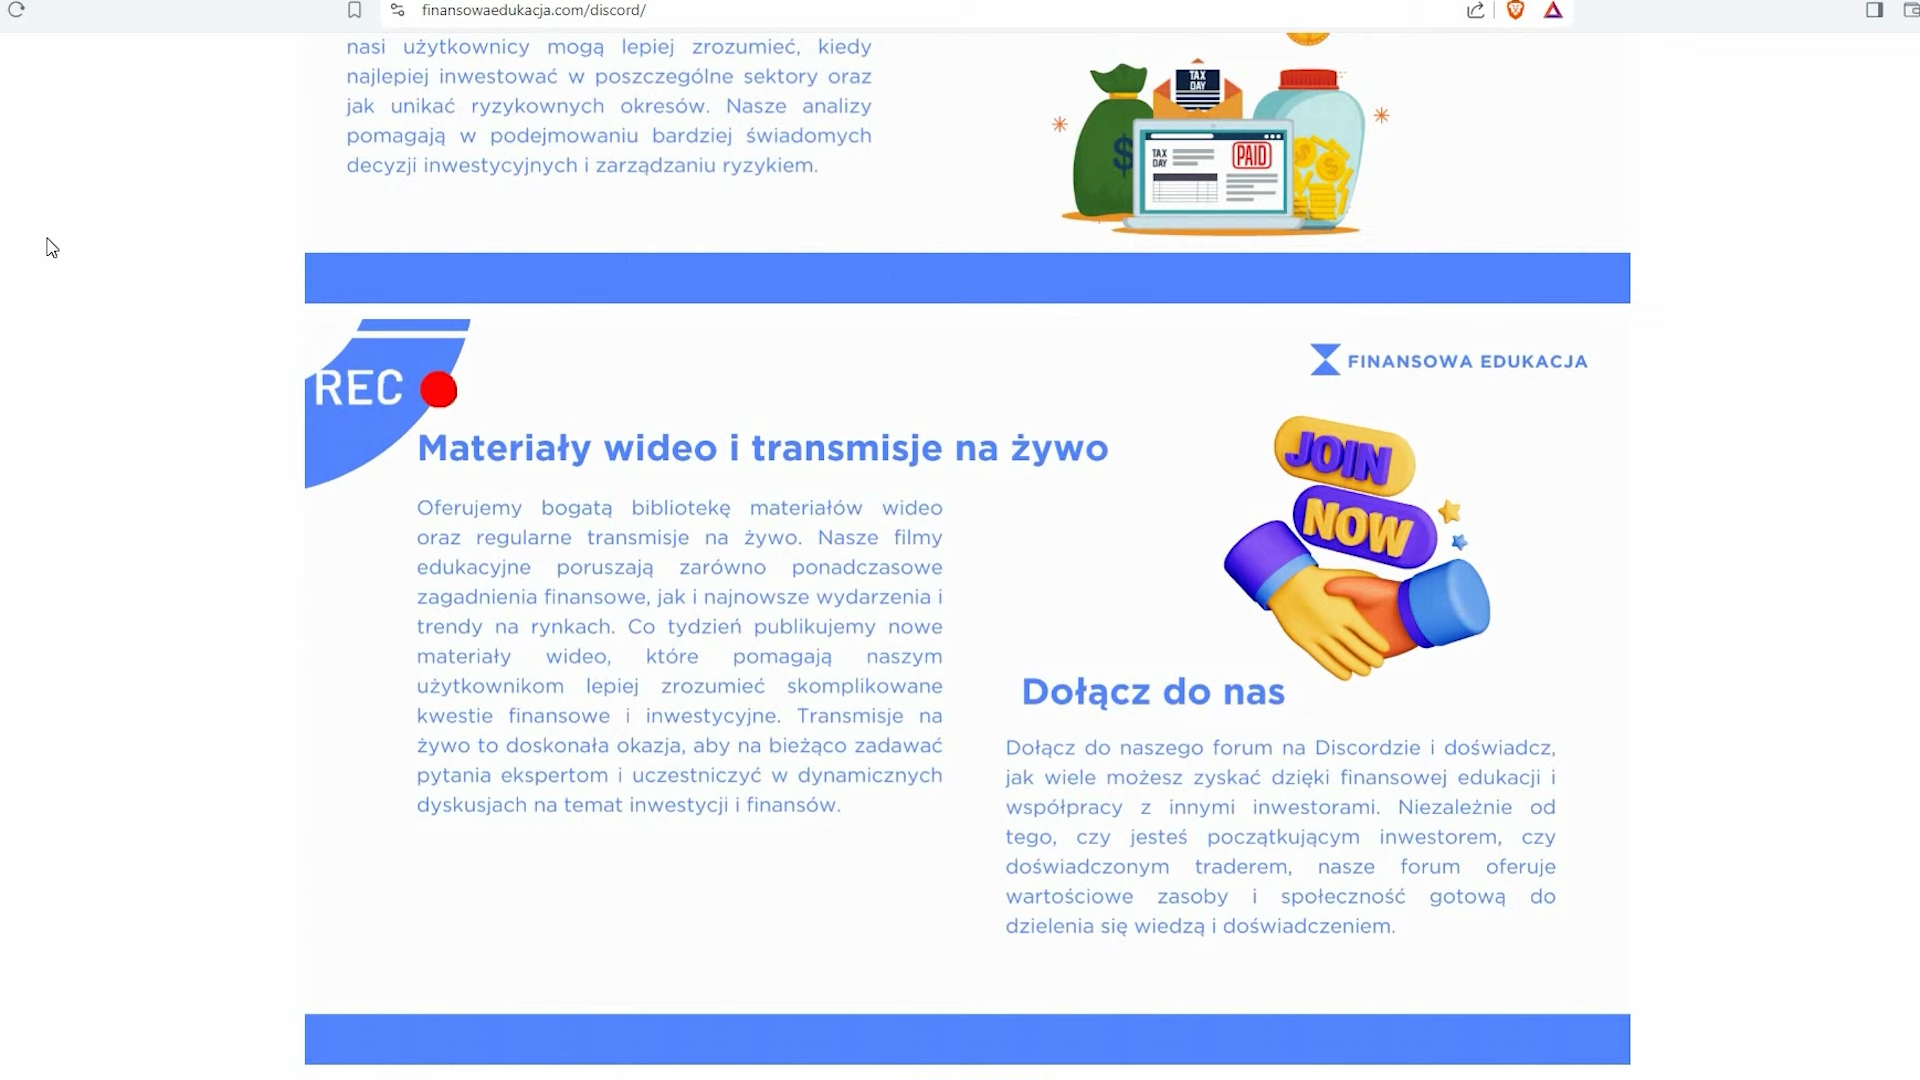 finansowaedukacja.com/discord/
nasi użytkownicy mogą lepiej zrozumieć, kiedy
najlepiej inwestować w poszczególne sektory oraz
jak unikać ryzykownych okresów. Nasze analizy
pomagają w podejmowaniu bardziej świadomych
decyzji inwestycyjnych i zarządzaniu ryzykiem.
TAX
DAY
$
TAX
DAY
PAID
REC
FINANSOWA EDUKACJA
Materiały wideo i transmisje na żywo
Oferujemy bogatą bibliotekę materiałów wideo
oraz regularne transmisje na żywo. Nasze filmy
edukacyjne poruszają zarówno ponadczasowe
zagadnienia finansowe, jak i najnowsze wydarzenia i
trendy na rynkach. Co tydzień publikujemy nowe
materiały wideo, które pomagają naszym
użytkownikom lepiej zrozumieć skomplikowane
kwestie finansowe i inwestycyjne. Transmisje na
żywo to doskonała okazja, aby na bieżąco zadawać
pytania ekspertom i uczestniczyć w dynamicznych
dyskusjach na temat inwestycji i finansów.
JOIN
NOW
Dołącz do nas
Dołącz do naszego forum na Discordzie i doświadcz,
jak wiele możesz zyskać dzięki finansowej edukacji i
współpracy z innymi inwestorami. Niezależnie od
tego, czy jesteś początkującym inwestorem, czy
doświadczonym traderem, nasze forum oferuje
wartościowe zasoby i społeczność gotową do
dzielenia się wiedzą i doświadczeniem.